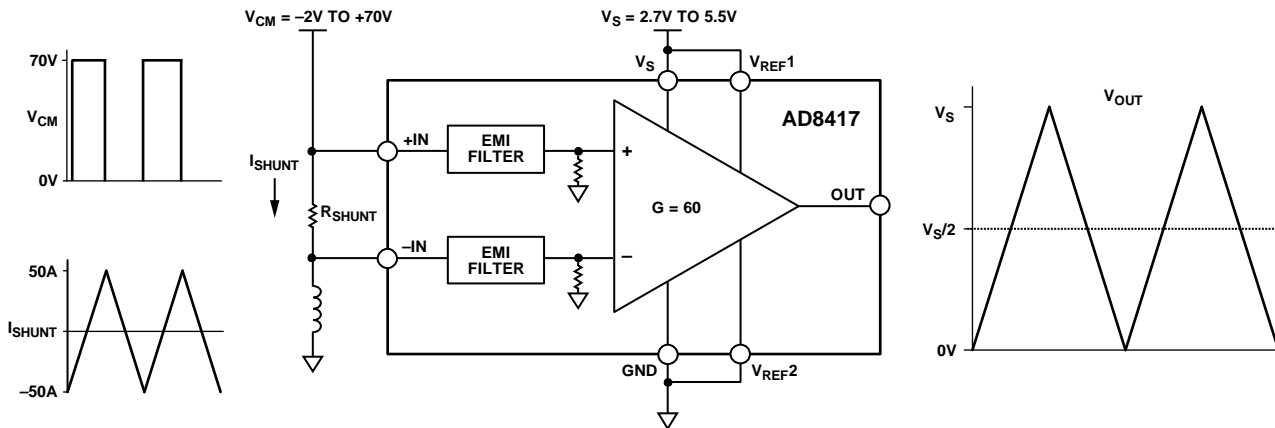 V_CM = –2V TO +70V
V_S = 2.7V TO 5.5V
70V
V_CM
0V
I_SHUNT
R_SHUNT
50A
I_SHUNT
–50A
V_S
V_REF1
AD8417
+IN
EMI
FILTER
+
G = 60
OUT
–IN
EMI
FILTER
–
GND
V_REF2
V_OUT
V_S
V_S/2
0V